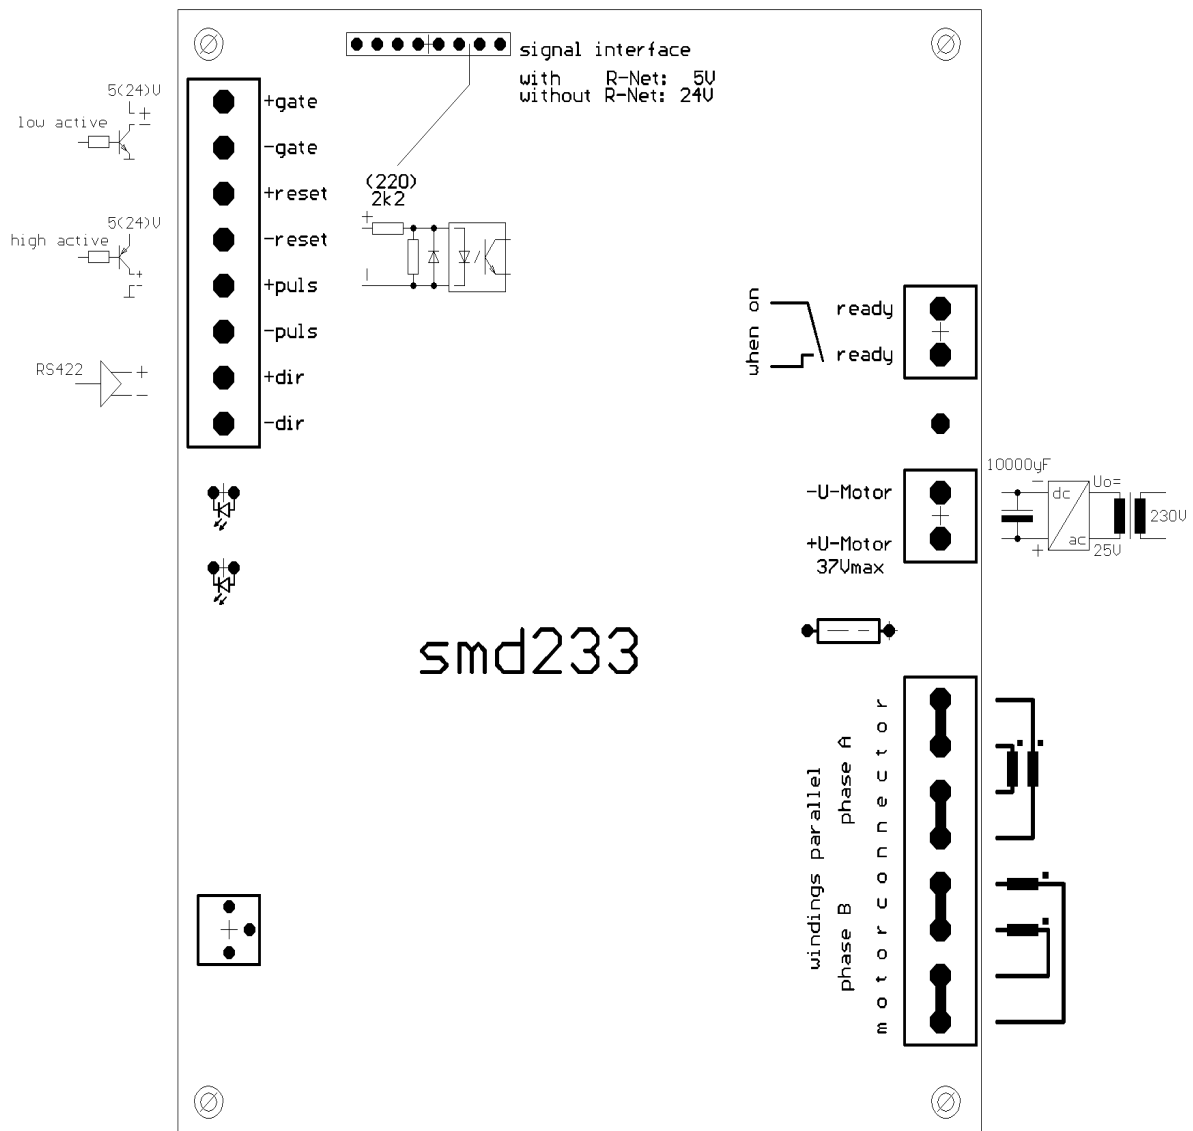 signal interface
with R-Net: 5V
without R-Net: 24V
5(24)V
low active
+gate
-gate
+reset
-reset
+puls
-puls
+dir
-dir
(220)
2k2
+
-
5(24)V
high active
RS422
+
-
when on
ready
ready
-U-Motor
+U-Motor
37Vmax
10000yF
-
+
dc
ac
Uo=
25V
230V
smd233
windings parallel
phase A
phase B
motorconnector